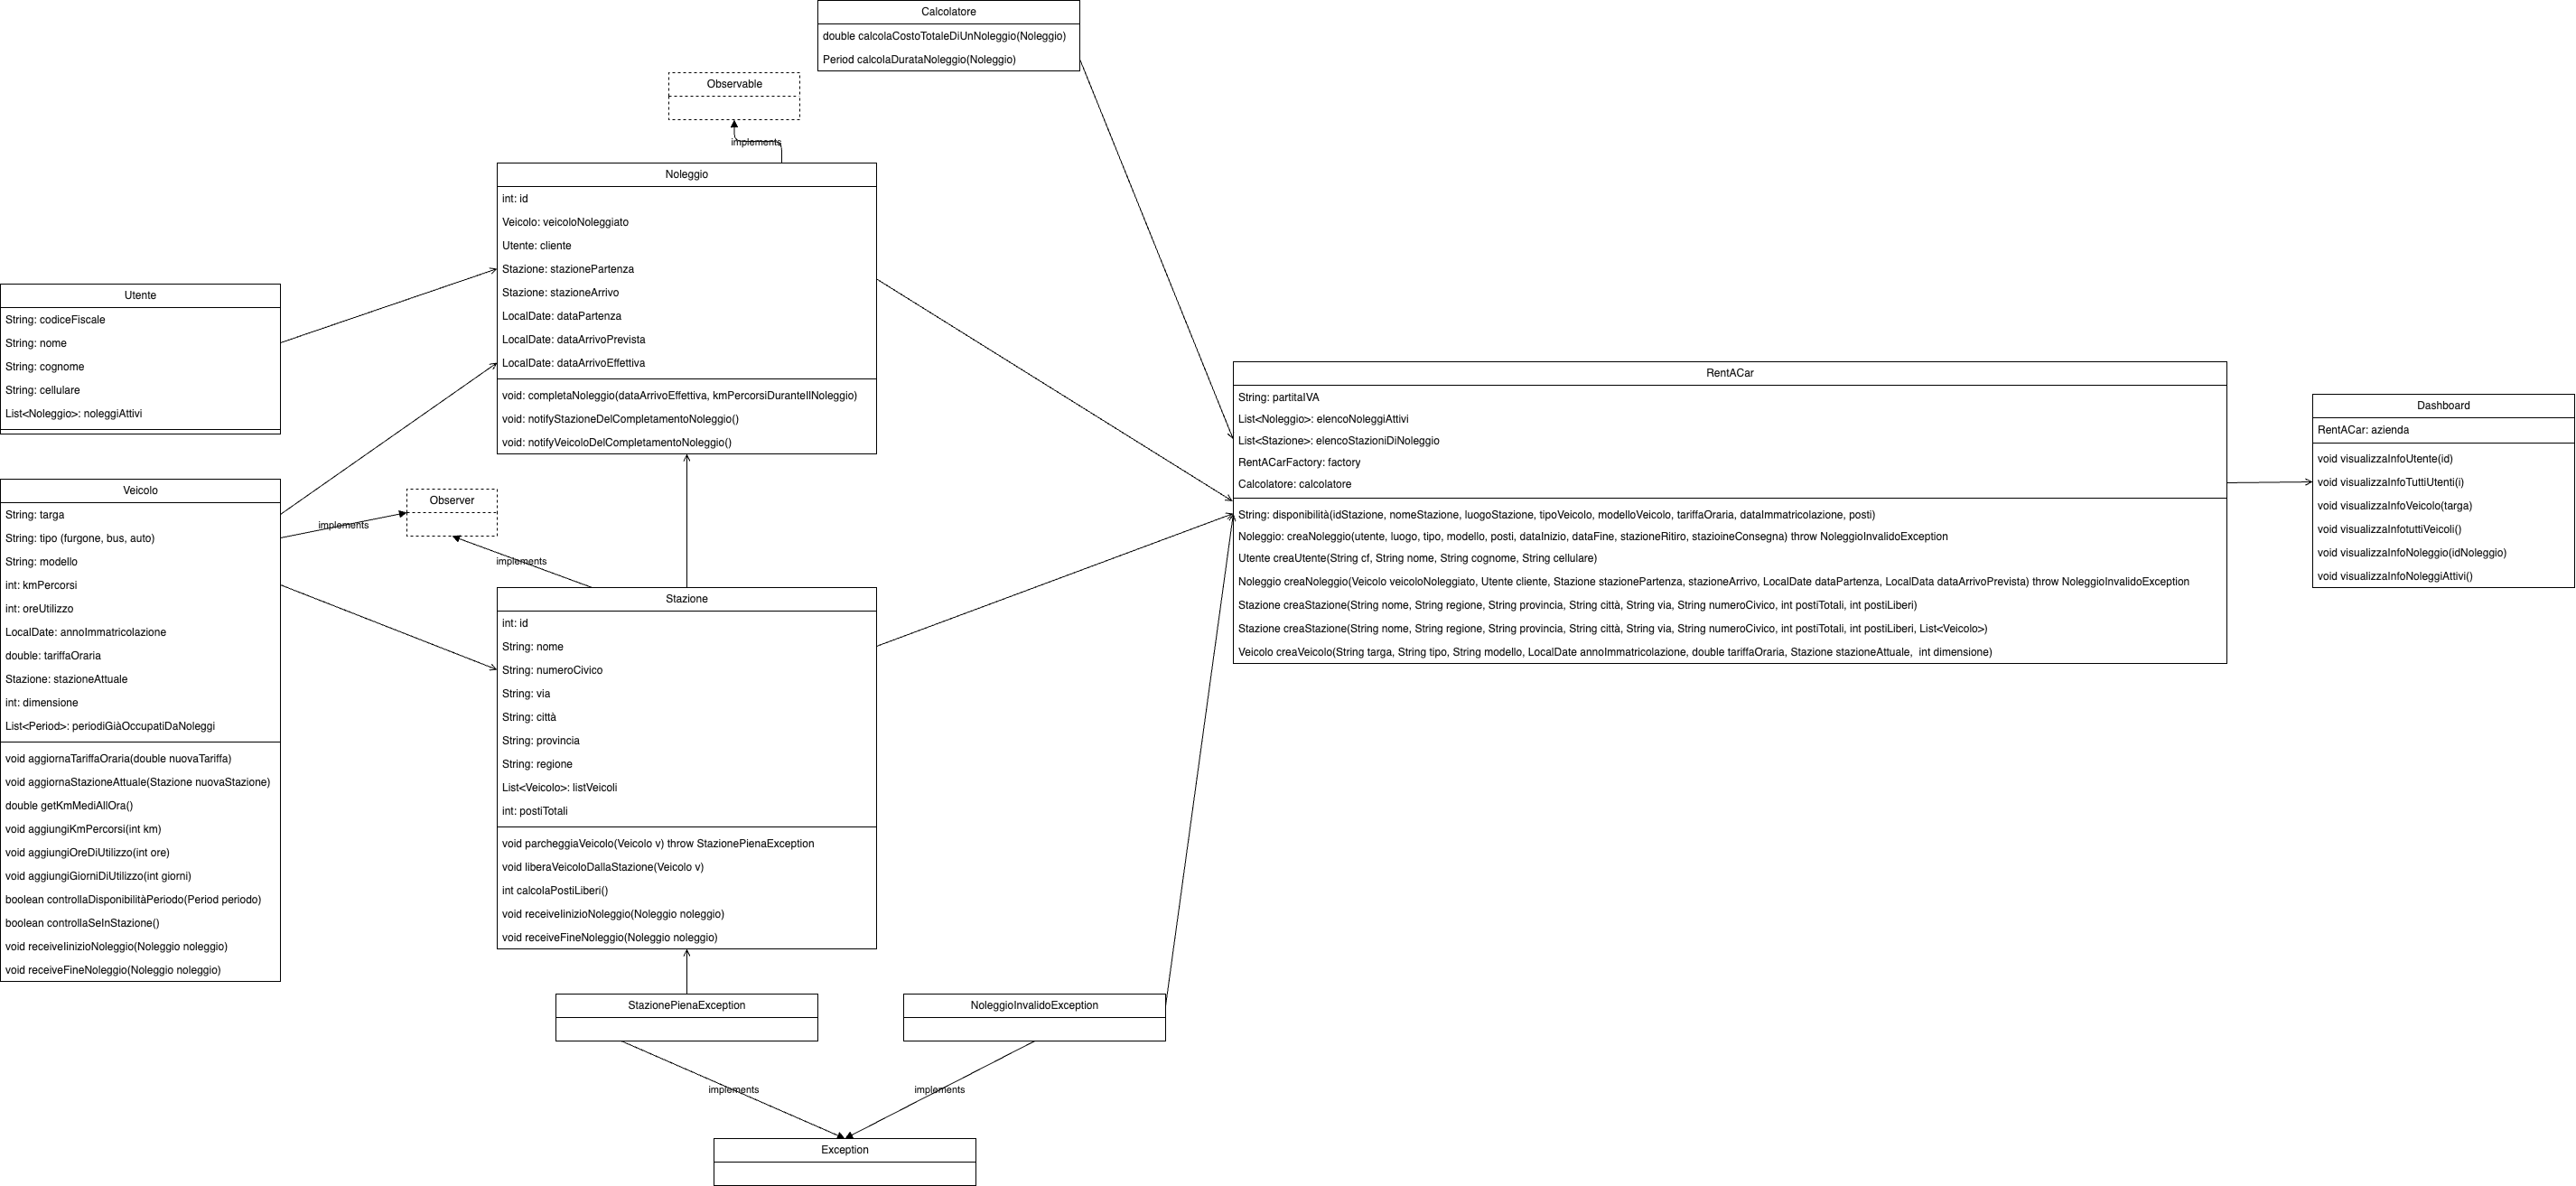 Calcolatore
double calcolaCostoTotaleDiUnNoleggio(Noleggio)
Period calcolaDurataNoleggio(Noleggio)
Observable
implements
Noleggio
int: id
Veicolo: veicoloNoleggiato
Utente: cliente
Stazione: stazionePartenza
Stazione: stazioneArrivo
LocalDate: dataPartenza
LocalDate: dataArrivoPrevista
LocalDate: dataArrivoEffettiva
void: completaNoleggio(dataArrivoEffettiva, kmPercorsiDuranteIlNoleggio)
void: notifyStazioneDelCompletamentoNoleggio()
void: notifyVeicoloDelCompletamentoNoleggio()
Utente
String: codiceFiscale
String: nome
String: cognome
String: cellulare
List<Noleggio>: noleggiAttivi
Veicolo
String: targa
String: tipo (furgone, bus, auto)
String: modello
int: kmPercorsi
int: oreUtilizzo
LocalDate: annoImmatricolazione
double: tariffaOraria
Stazione: stazioneAttuale
int: dimensione
List<Period>: periodiGiàOccupatiDaNoleggi
void aggiornaTariffaOraria(double nuovaTariffa)
void aggiornaStazioneAttuale(Stazione nuovaStazione)
double getKmMediAllOra()
void aggiungiKmPercorsi(int km)
void aggiungiOreDiUtilizzo(int ore)
void aggiungiGiorniDiUtilizzo(int giorni)
boolean controllaDisponibilitàPeriodo(Period periodo)
boolean controllaSeInStazione()
void receiveIinizioNoleggio(Noleggio noleggio)
void receiveFineNoleggio(Noleggio noleggio)
Observer
implements
implements
Stazione
int: id
String: nome
String: numeroCivico
String: via
String: città
String: provincia
String: regione
List<Veicolo>: listVeicoli
int: postiTotali
void parcheggiaVeicolo(Veicolo v) throw StazionePienaException
void liberaVeicoloDallaStazione(Veicolo v)
int calcolaPostiLiberi()
void receiveIinizioNoleggio(Noleggio noleggio)
void receiveFineNoleggio(Noleggio noleggio)
StazionePienaException
NoleggioInvalidoException
implements
implements
Exception
RentACar
String: partitaIVA
List<Noleggio>: elencoNoleggiAttivi
List<Stazione>: elencoStazioniDiNoleggio
RentACarFactory: factory
Calcolatore: calcolatore
String: disponibilità(idStazione, nomeStazione, luogoStazione, tipoVeicolo, modelloVeicolo, tariffaOraria, dataImmatricolazione, posti)
Noleggio: creaNoleggio(utente, luogo, tipo, modello, posti, dataInizio, dataFine, stazioneRitiro, stazioineConsegna) throw NoleggioInvalidoException
Utente creaUtente(String cf, String nome, String cognome, String cellulare)
Noleggio creaNoleggio(Veicolo veicoloNoleggiato, Utente cliente, Stazione stazionePartenza, stazioneArrivo, LocalDate dataPartenza, LocalData dataArrivoPrevista) throw NoleggioInvalidoException
Stazione creaStazione(String nome, String regione, String provincia, String città, String via, String numeroCivico, int postiTotali, int postiLiberi)
Stazione creaStazione(String nome, String regione, String provincia, String città, String via, String numeroCivico, int postiTotali, int postiLiberi, List<Veicolo>)
Veicolo creaVeicolo(String targa, String tipo, String modello, LocalDate annoImmatricolazione, double tariffaOraria, Stazione stazioneAttuale, int dimensione)
Dashboard
RentACar: azienda
void visualizzaInfoUtente(id)
void visualizzaInfoTuttiUtenti(i)
void visualizzaInfoVeicolo(targa)
void visualizzaInfotuttiVeicoli()
void visualizzaInfoNoleggio(idNoleggio)
void visualizzaInfoNoleggiAttivi()